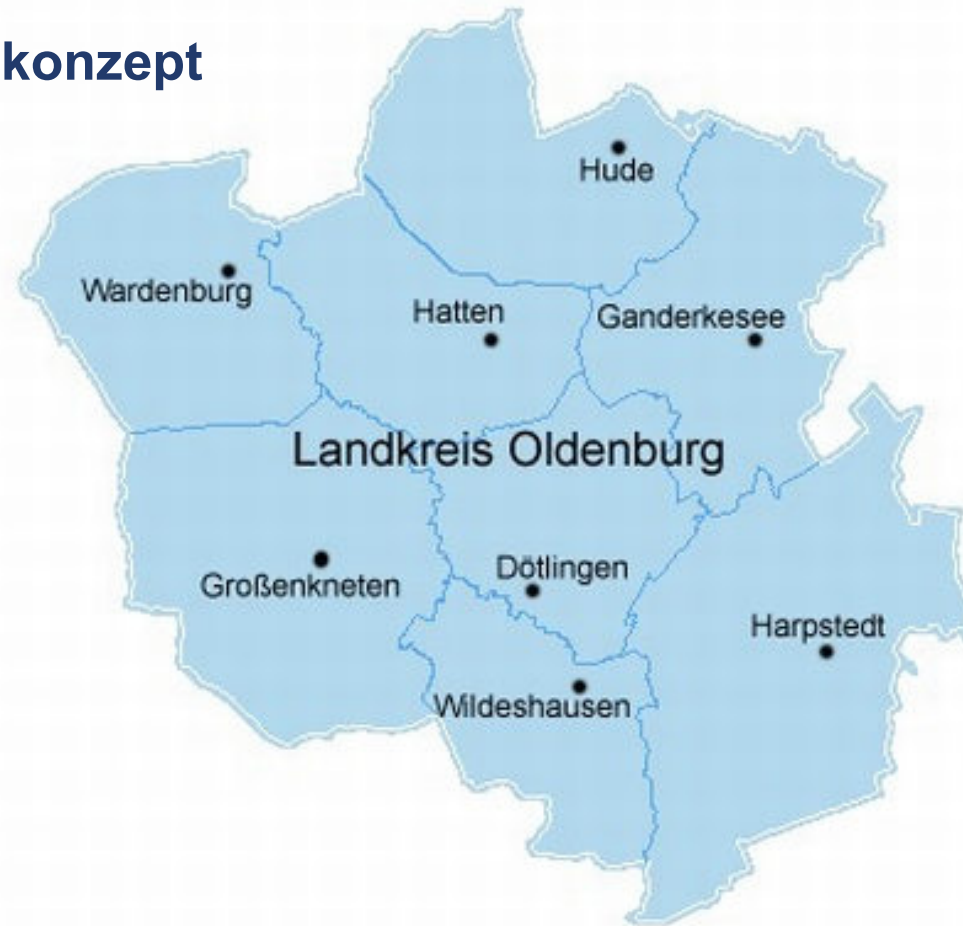 konzept
Hude
Wardenburg
Hatten
Ganderkesee
Landkreis Oldenburg
Großenkneten
Dötlingen
Harpstedt
Wildeshausen